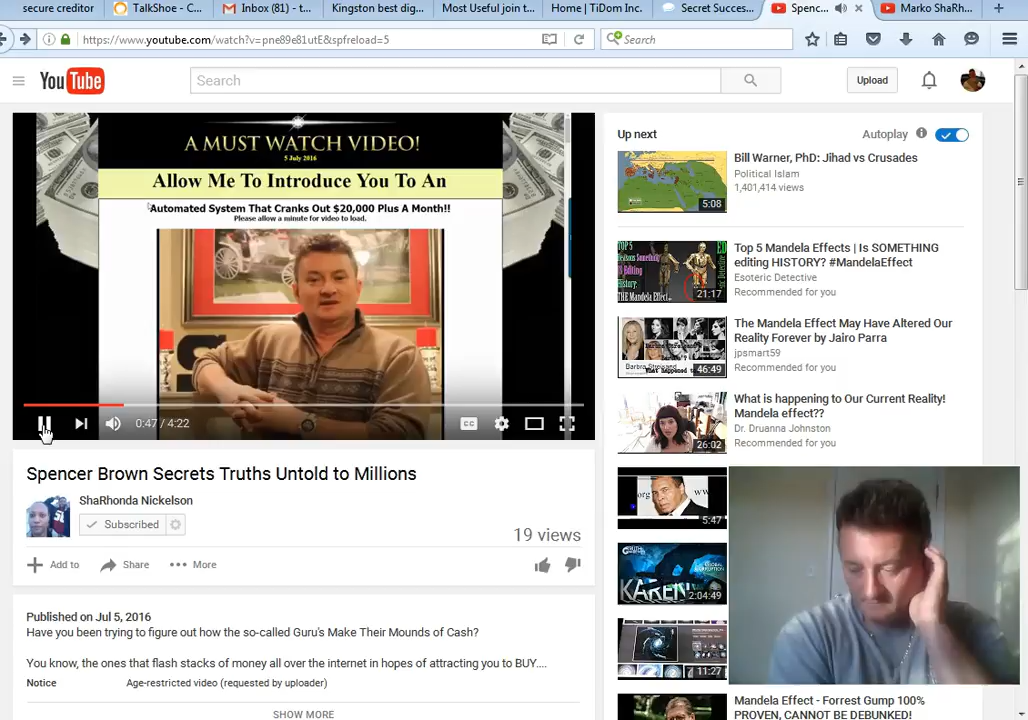 secure creditor
TalkShoe - C...
Inbox (81) - t...
Kingston best dig...
Most Useful join t...
Home | TiDom Inc.
Secret Succes...
Spenc...
Marko ShaRh...
https://www.youtube.com/watch?v=pne89e81utE&spfreload=5
Search
YouTube
Search
Upload
A MUST WATCH VIDEO!
5 July 2016
Allow Me To Introduce You To An
Automated System That Cranks Out $20,000 Plus A Month!!
Please allow a minute for video to load.
0:47 / 4:22
CC
Spencer Brown Secrets Truths Untold to Millions
ShaRhonda Nickelson
Subscribed
19 views
Add to
Share
More
Published on Jul 5, 2016
Have you been trying to figure out how the so-called Guru's Make Their Mounds of Cash?
You know, the ones that flash stacks of money all over the internet in hopes of attracting you to BUY....
Notice
Age-restricted video (requested by uploader)
SHOW MORE
Up next
Autoplay
Bill Warner, PhD: Jihad vs Crusades
Political Islam
1,401,414 views
5:08
Top 5 Mandela Effects | Is SOMETHING
editing HISTORY? #MandelaEffect
Esoteric Detective
Recommended for you
21:17
The Mandela Effect May Have Altered Our
Reality Forever by Jairo Parra
jpsmart59
Recommended for you
46:49
What is happening to Our Current Reality!
Mandela effect??
Dr. Druanna Johnston
Recommended for you
26:02
5:47
KAREN
2:04:49
11:27
Mandela Effect - Forrest Gump 100%
PROVEN, CANNOT BE DEBUNKED!